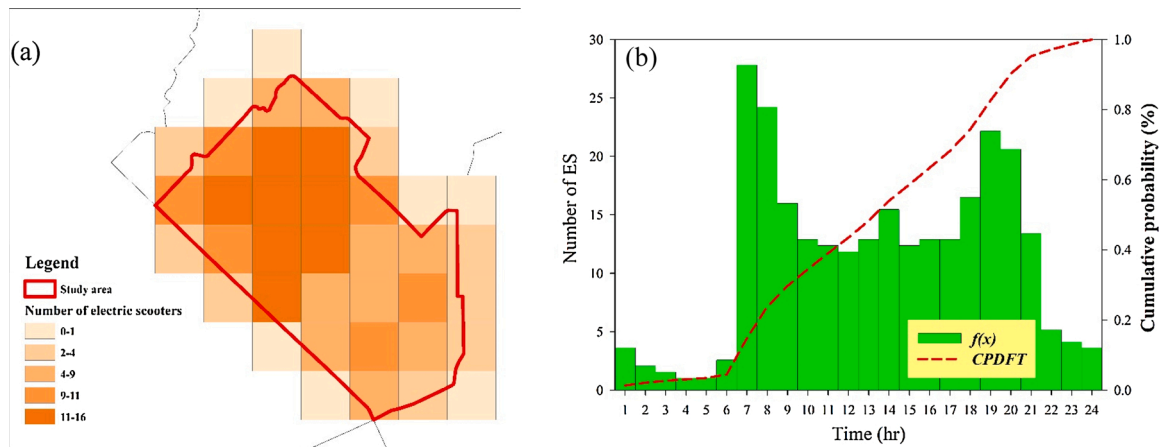 (a)
Legend
Study area
Number of electric scooters
0-1
2-4
4-9
9-11
11-16
(b)
Number of ES
30
25
20
15
10
5
0
1.0
0.8
0.6
0.4
0.2
0.0
Cumulative probability (%)
f(x)
CPDFT
1 2 3 4 5 6 7 8 9 10 11 12 13 14 15 16 17 18 19 20 21 22 23 24
Time (hr)